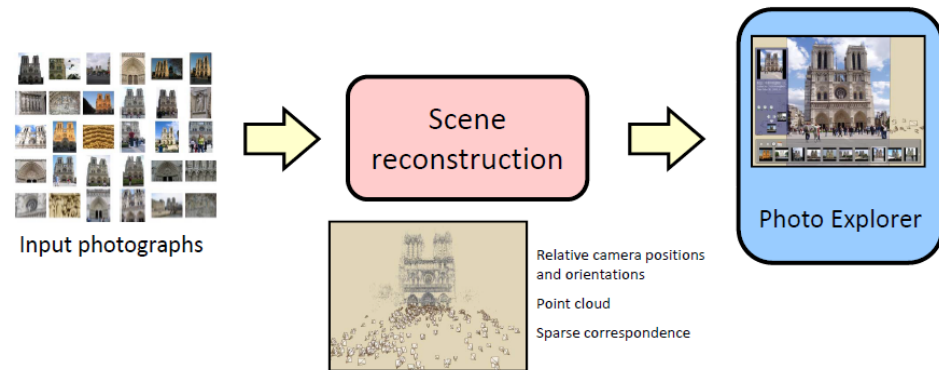 Input photographs
Scene
reconstruction
Relative camera positions
and orientations
Point cloud
Sparse correspondence
Photo Explorer